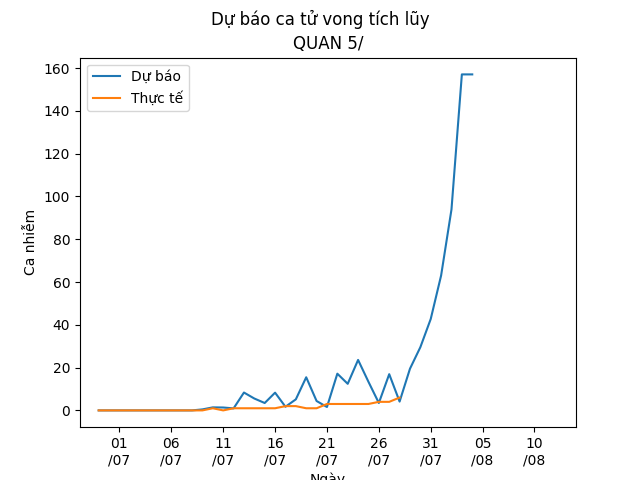 Dự báo ca tử vong tích lũy
QUAN 5/
Dự báo
Thực tế
Ca nhiễm
160
140
120
100
80
60
40
20
0
01 06 11 16 21 26 31 05 10
/07 /07 /07 /07 /07 /07 /07 /08 /08
Ngày